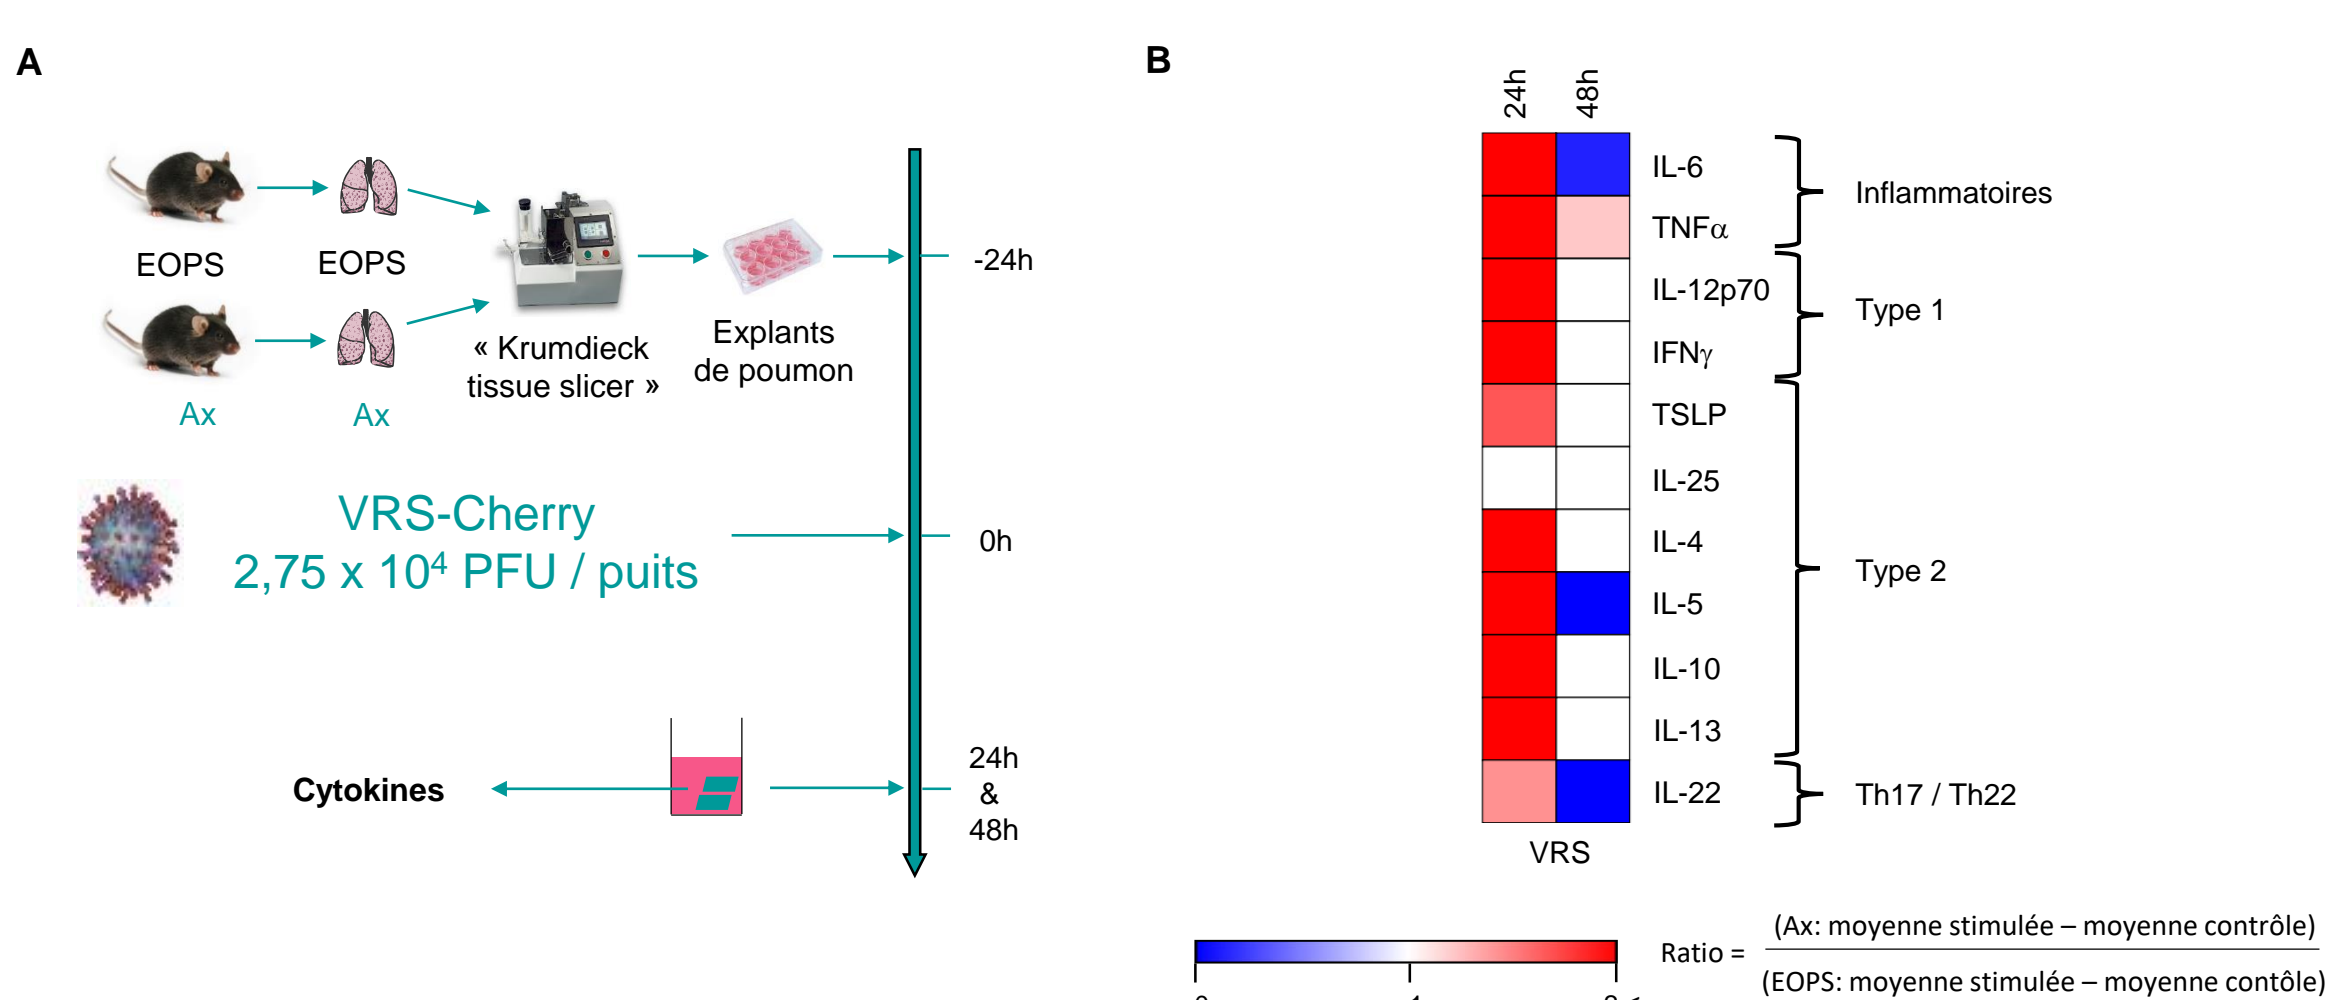 A
EOPS
EOPS
Ax
Ax
« Krumdieck
tissue slicer »
Explants
de poumon
-24h
VRS-Cherry
2,75 x 10⁴ PFU / puits
0h
Cytokines
24h
&
48h
B
24h
48h
IL-6
TNFα
IL-12p70
IFNγ
TSLP
IL-25
IL-4
IL-5
IL-10
IL-13
IL-22
Inflammatoires
Type 1
Type 2
Th17 / Th22
VRS
Ratio =
(Ax: moyenne stimulée – moyenne contrôle)
(EOPS: moyenne stimulée – moyenne contôle)